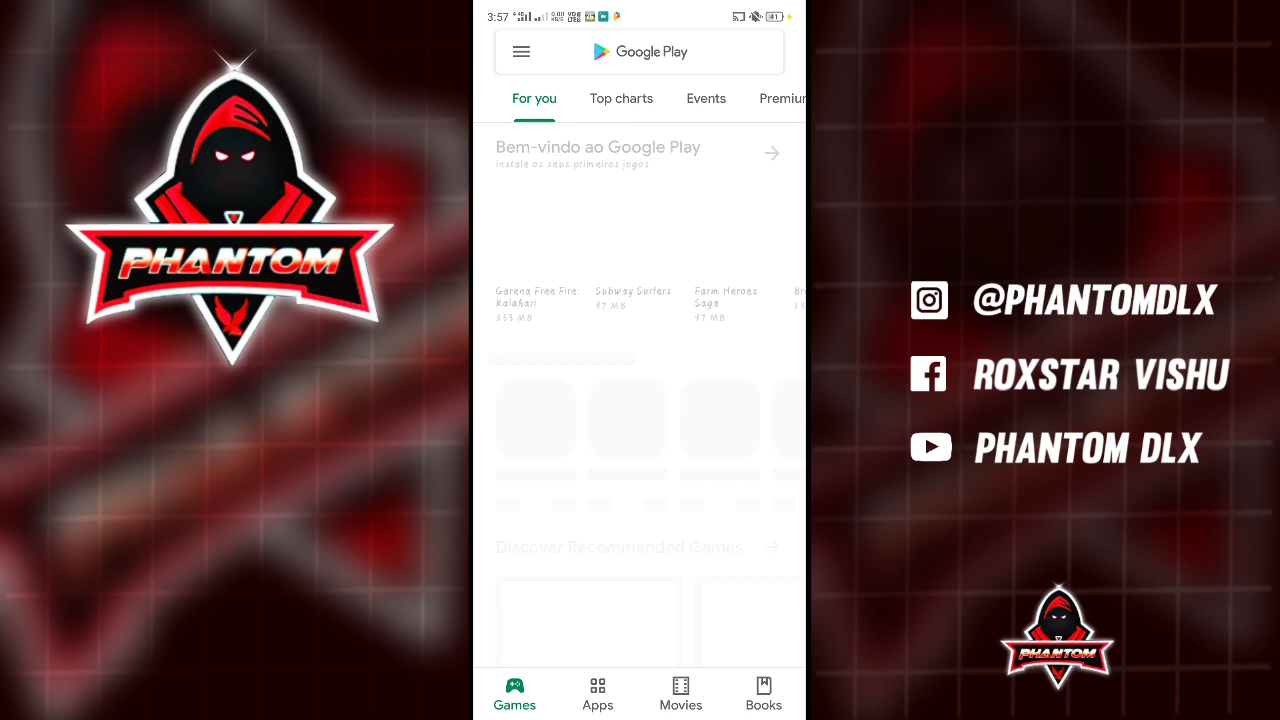 PHANTOM
3:57
41
Google Play
For you
Top charts
Events
Premium
Bem-vindo ao Google Play
Instale os seus primeiros jogos
Garena Free Fire:
Kalahari
533 MB
Subway Surfers
97 MB
Farm Heroes
Saga
97 MB
Discover Recommended Games
Games
Apps
Movies
Books
@PHANTOMDLX
ROXSTAR VISHU
PHANTOM DLX
PHANTOM